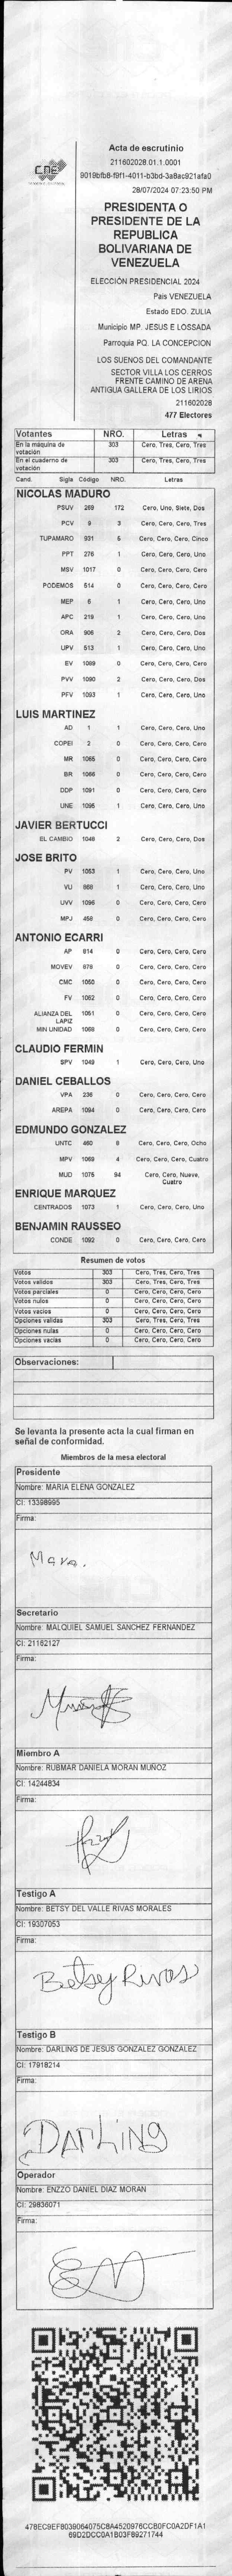 Acta de escrutinio
211602028.01.1.0001
28/07/2024 07:23:50 PM
PRESIDENTA O
PRESIDENTE DE LA
REPUBLICA
BOLIVARIANA DE
VENEZUELA
ELECCIÓN PRESIDENCIAL 2024
País VENEZUELA
Estado EDO. ZULIA
Municipio MP. JESUS E LOSSADA
Parroquia PQ. LA CONCEPCION
LOS SUENOS DEL COMANDANTE
SECTOR VILLA LOS CERROS
FRENTE CAMINO DE ARENA
ANTIGUA GALLERA DE LOS LIRIOS
211602028
477 Electores
Votantes NRO. Letras
En la máquina de votación 303 Cero, Tres, Cero, Tres
En el cuaderno de votación 303 Cero, Tres, Cero, Tres
Cand. Sigla Código NRO. Letras
NICOLAS MADURO
PSUV 269 172 Cero, Uno, Siete, Dos
PCV 9 3 Cero, Cero, Cero, Tres
TUPAMARO 931 5 Cero, Cero, Cero, Cinco
PPT 276 1 Cero, Cero, Cero, Uno
MSV 1017 0 Cero, Cero, Cero, Cero
PODEMOS 514 0 Cero, Cero, Cero, Cero
MEP 5 1 Cero, Cero, Cero, Uno
APC 219 1 Cero, Cero, Cero, Uno
ORA 906 2 Cero, Cero, Cero, Dos
UPV 513 1 Cero, Cero, Cero, Uno
EV 1089 0 Cero, Cero, Cero, Cero
PVV 1090 2 Cero, Cero, Cero, Dos
PFV 1093 1 Cero, Cero, Cero, Uno
LUIS MARTINEZ
AD 1 1 Cero, Cero, Cero, Uno
COPEI 2 0 Cero, Cero, Cero, Cero
MR 1065 0 Cero, Cero, Cero, Cero
BR 1066 0 Cero, Cero, Cero, Cero
DDP 1091 0 Cero, Cero, Cero, Cero
UNE 1095 1 Cero, Cero, Cero, Uno
JAVIER BERTUCCI
EL CAMBIO 1046 2 Cero, Cero, Cero, Dos
JOSE BRITO
PV 1053 1 Cero, Cero, Cero, Uno
VU 868 1 Cero, Cero, Cero, Uno
UVV 1096 0 Cero, Cero, Cero, Cero
MPJ 458 0 Cero, Cero, Cero, Cero
ANTONIO ECARRI
AP 814 0 Cero, Cero, Cero, Cero
MOVEV 878 0 Cero, Cero, Cero, Cero
CMC 1050 0 Cero, Cero, Cero, Cero
FV 1052 0 Cero, Cero, Cero, Cero
ALIANZA DEL LAPIZ 1051 0 Cero, Cero, Cero, Cero
MIN UNIDAD 1068 0 Cero, Cero, Cero, Cero
CLAUDIO FERMIN
SPV 1049 1 Cero, Cero, Cero, Uno
DANIEL CEBALLOS
VPA 236 0 Cero, Cero, Cero, Cero
AREPA 1094 0 Cero, Cero, Cero, Cero
EDMUNDO GONZALEZ
UNTC 460 8 Cero, Cero, Cero, Ocho
MPV 1069 4 Cero, Cero, Cero, Cuatro
MUD 1075 94 Cero, Cero, Nueve, Cuatro
ENRIQUE MARQUEZ
CENTRADOS 1073 1 Cero, Cero, Cero, Uno
BENJAMIN RAUSSEO
CONDE 1092 0 Cero, Cero, Cero, Cero
Resumen de votos
Votos 303 Cero, Tres, Cero, Tres
Votos validos 303 Cero, Tres, Cero, Tres
Votos parciales 0 Cero, Cero, Cero, Cero
Votos nulos 0 Cero, Cero, Cero, Cero
Votos vacios 0 Cero, Cero, Cero, Cero
Opciones validas 303 Cero, Tres, Cero, Tres
Opciones nulas 0 Cero, Cero, Cero, Cero
Opciones vacias 0 Cero, Cero, Cero, Cero
Observaciones:
Se levanta la presente acta la cual firman en
señal de conformidad.
Miembros de la mesa electoral
Presidente
Nombre: MARIA ELENA GONZALEZ
CI: 13398995
Firma:
Secretario
Nombre: MALQUIEL SAMUEL SANCHEZ FERNANDEZ
CI: 21162127
Firma:
Miembro A
Nombre: RUBMAR DANIELA MORAN MUÑOZ
CI: 14244834
Firma:
Testigo A
Nombre: BETSY DEL VALLE RIVAS MORALES
CI: 19307053
Firma:
Betsy Rivas
Testigo B
Nombre: DARLING DE JESUS GONZALEZ GONZALEZ
CI: 17918214
Firma:
DARLING
Operador
Nombre: ENZZO DANIEL DIAZ MORAN
CI: 29836071
Firma:
478EC9EF8039064075C8A4520976CCB0FC0A2DF1A1
69D2DCC0A1B03F89271744